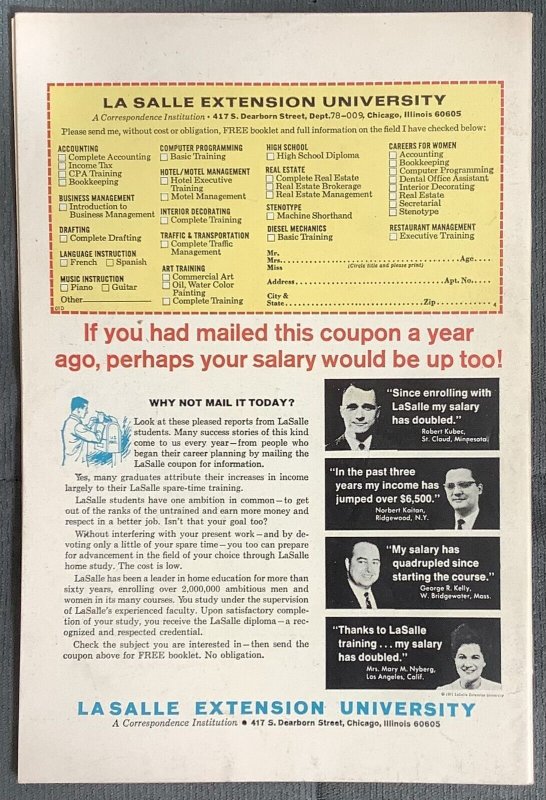 LA SALLE EXTENSION UNIVERSITY
A Correspondence Institution • 417 S. Dearborn Street, Dept. 78-009, Chicago, Illinois 60605
Please send me, without cost or obligation, FREE booklet and full information on the field I have checked below:
ACCOUNTING
Complete Accounting
Income Tax
CPA Training
Bookkeeping
BUSINESS MANAGEMENT
Introduction to
Business Management
DRAFTING
Complete Drafting
LANGUAGE INSTRUCTION
French Spanish
MUSIC INSTRUCTION
Piano Guitar
Other
COMPUTER PROGRAMMING
Basic Training
HOTEL/MOTEL MANAGEMENT
Hotel Executive
Training
Motel Management
INTERIOR DECORATING
Complete Training
TRAFFIC & TRANSPORTATION
Complete Traffic
Management
ART TRAINING
Commercial Art
Oil, Water Color
Painting
Complete Training
HIGH SCHOOL
High School Diploma
REAL ESTATE
Complete Real Estate
Real Estate Brokerage
Real Estate Management
STENOTYPE
Machine Shorthand
DIESEL MECHANICS
Basic Training
CAREERS FOR WOMEN
Accounting
Bookkeeping
Computer Programming
Dental Office Assistant
Interior Decorating
Real Estate
Secretarial
Stenotype
RESTAURANT MANAGEMENT
Executive Training
Mr.
Mrs. Age
Miss (Circle title and please print)
Address Apt. No.
City &
State Zip
If you had mailed this coupon a year
ago, perhaps your salary would be up too!
WHY NOT MAIL IT TODAY?
Look at these pleased reports from LaSalle
students. Many success stories of this kind
come to us every year—from people who
began their career planning by mailing the
LaSalle coupon for information.
Yes, many graduates attribute their increases in income
largely to their LaSalle spare-time training.
LaSalle students have one ambition in common—to get
out of the ranks of the untrained and earn more money and
respect in a better job. Isn't that your goal too?
Without interfering with your present work—and by de-
voting only a little of your spare time—you too can prepare
for advancement in the field of your choice through LaSalle
home study. The cost is low.
LaSalle has been a leader in home education for more than
sixty years, enrolling over 2,000,000 ambitious men and
women in its many courses. You study under the supervision
of LaSalle's experienced faculty. Upon satisfactory comple-
tion of your study, you receive the LaSalle diploma—a rec-
ognized and respected credential.
Check the subject you are interested in—then send the
coupon above for FREE booklet. No obligation.
"Since enrolling with
LaSalle my salary
has doubled."
Robert Kubec,
St. Cloud, Minnesota
"In the past three
years my income has
jumped over $6,500."
Norbert Kaitan,
Ridgewood, N.Y.
"My salary has
quadrupled since
starting the course."
George R. Kelly,
W. Bridgewater, Mass.
"Thanks to LaSalle
training . . . my salary
has doubled."
Mrs. Mary M. Nyberg,
Los Angeles, Calif.
LASALLE EXTENSION UNIVERSITY
A Correspondence Institution • 417 S. Dearborn Street, Chicago, Illinois 60605